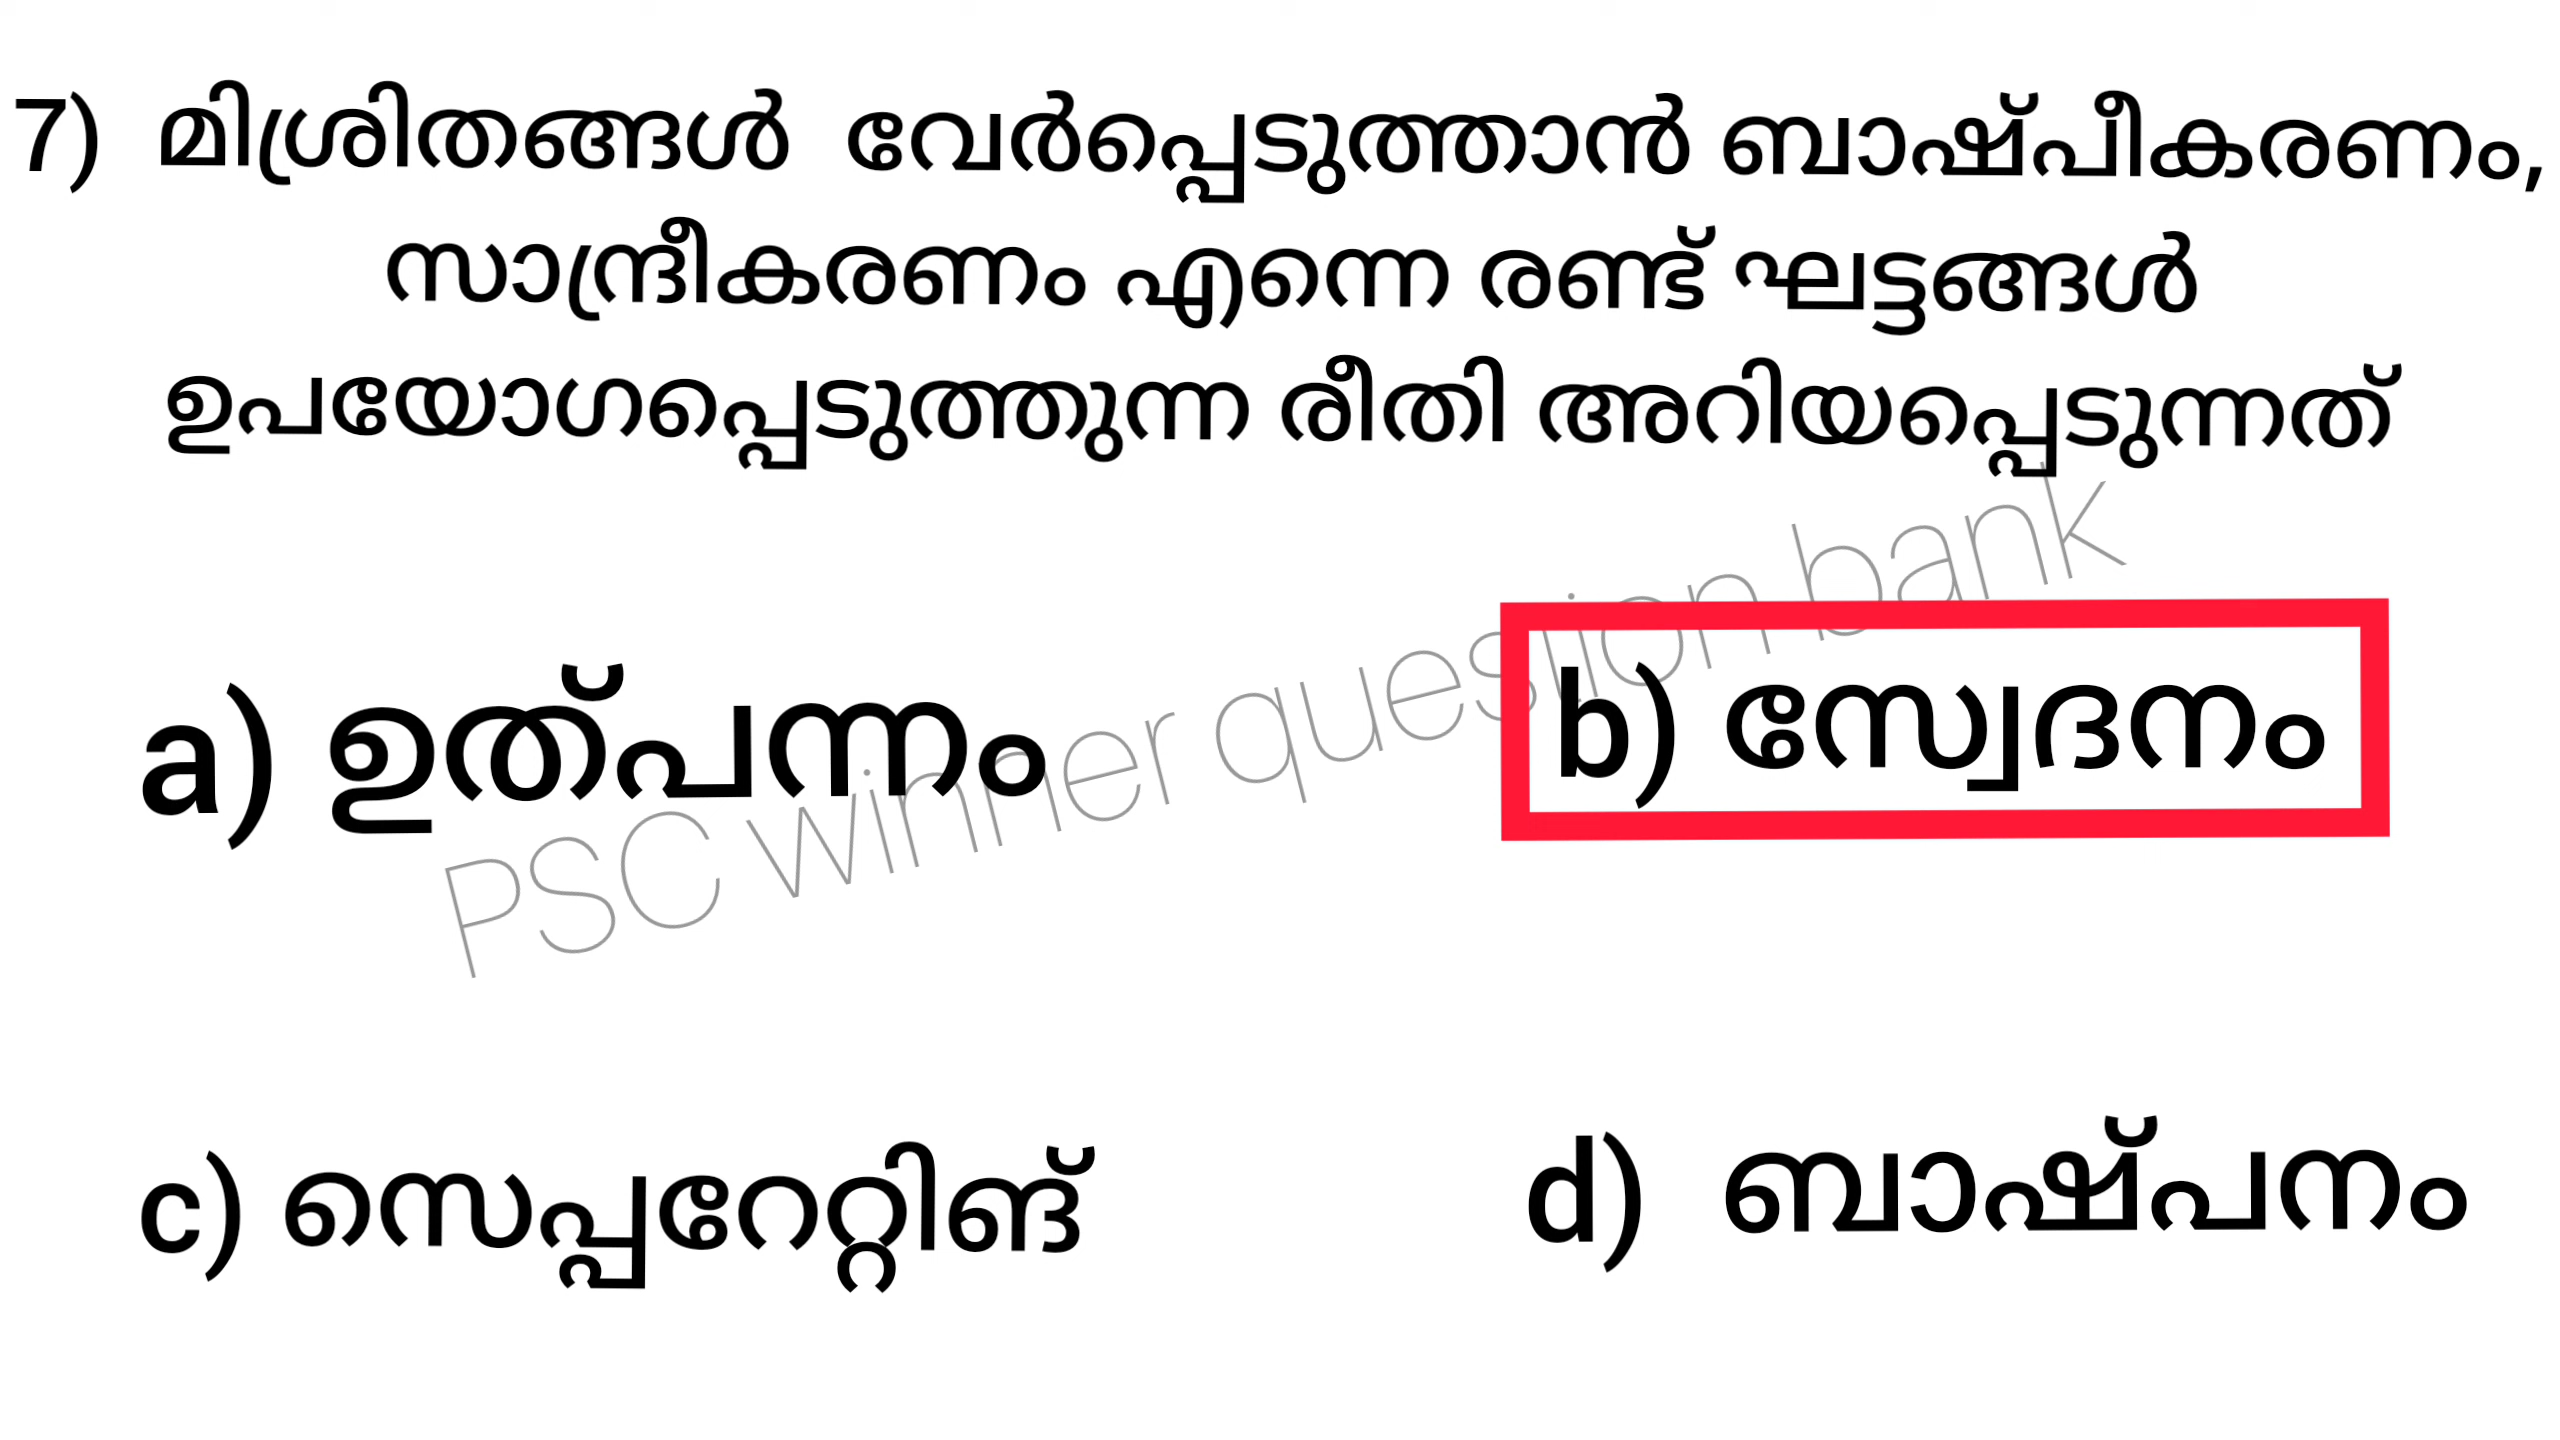 7) മിശ്രിതങ്ങൾ വേർപ്പെടുത്താൻ ബാഷ്പീകരണം,
സാന്ദ്രീകരണം എന്നെ രണ്ട് ഘട്ടങ്ങൾ
ഉപയോഗപ്പെടുത്തുന്ന രീതി അറിയപ്പെടുന്നത്
a) ഉത്പന്നം
b) സ്വേദനം
PSC winner question bank
c) സെപ്പറേറ്റിങ്
d) ബാഷ്പനം